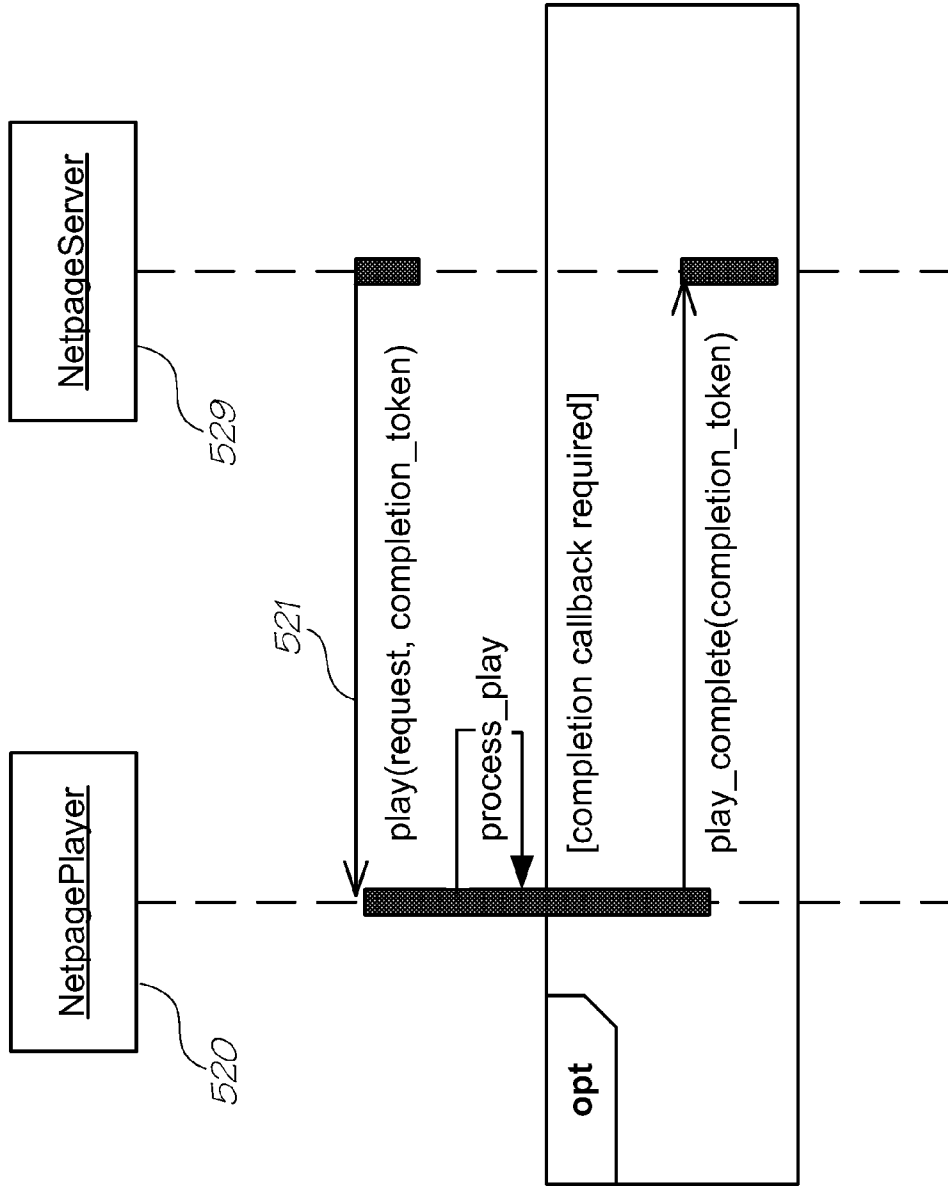 NetpagePlayer
NetpageServer
520
529
521
play(request, completion_token)
process_play
opt
[completion callback required]
play_complete(completion_token)